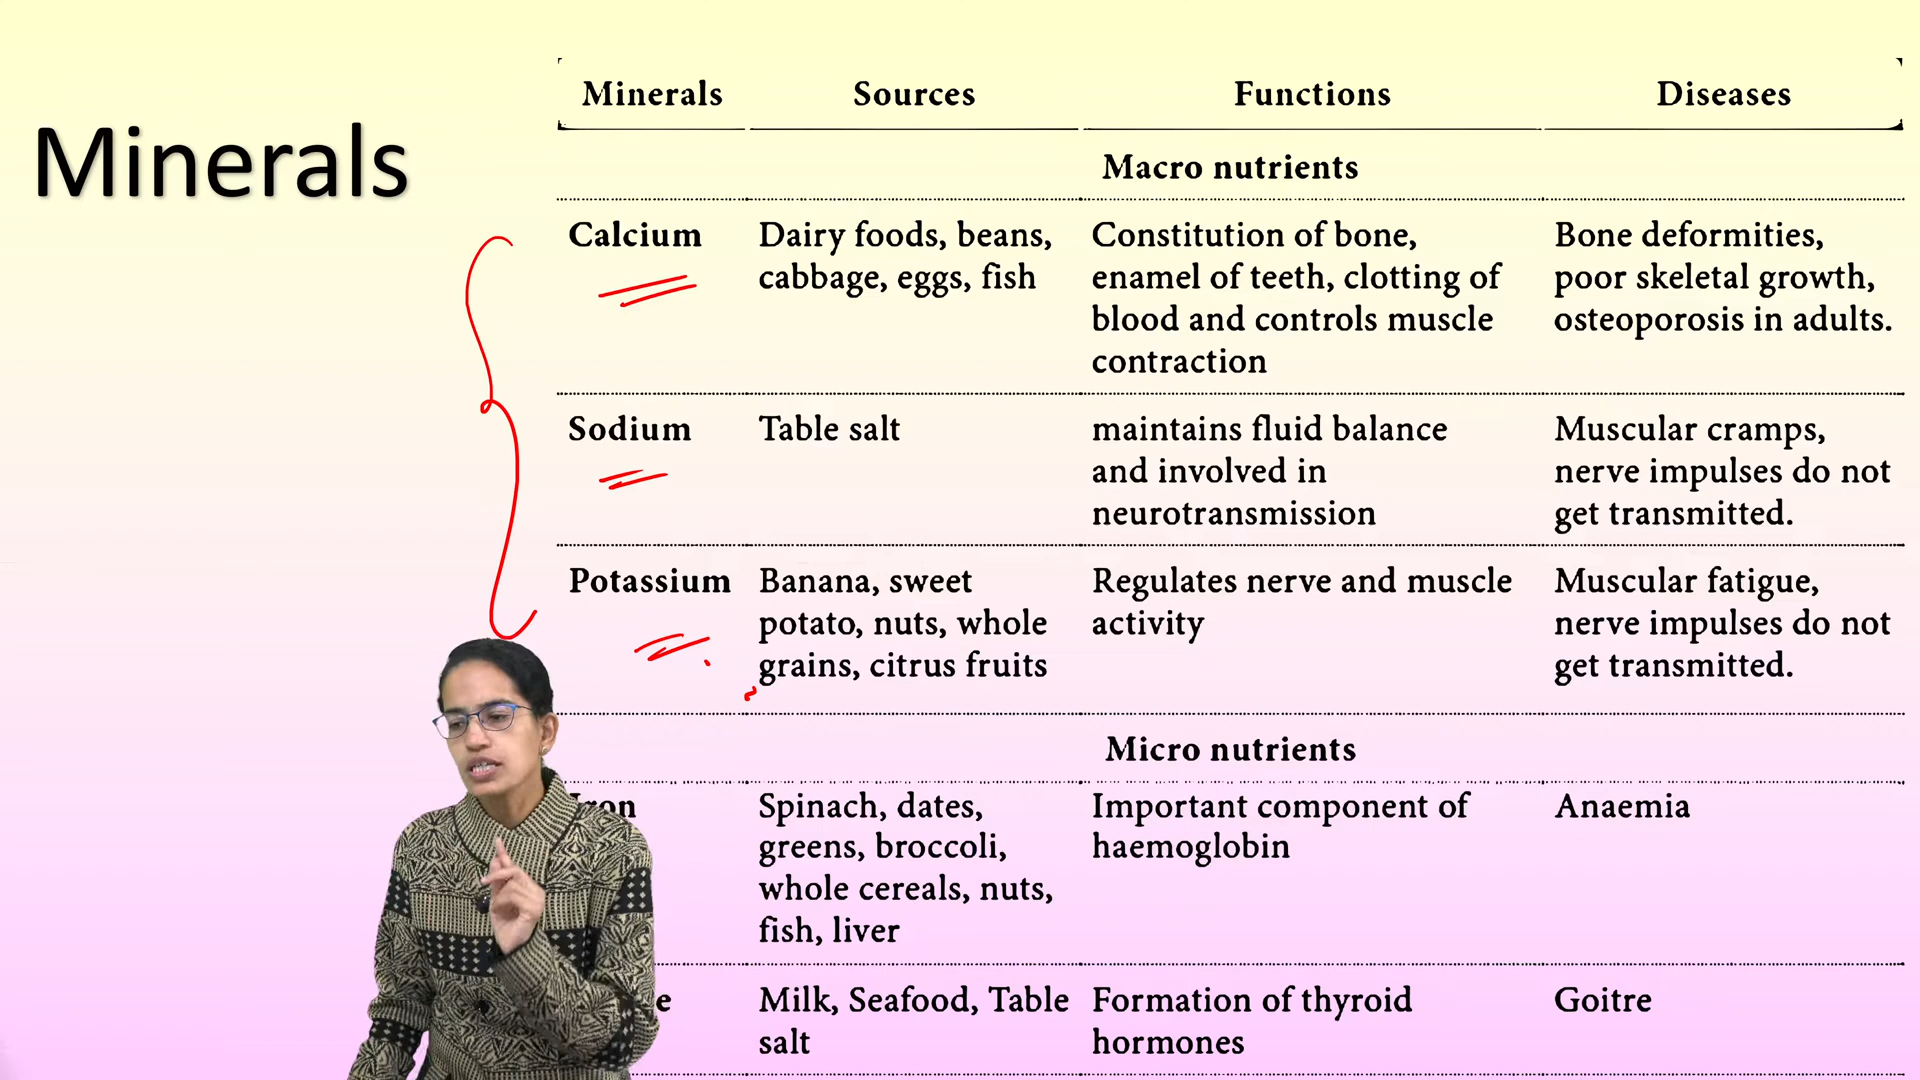 Minerals
Minerals Sources Functions Diseases
Macro nutrients
Calcium Dairy foods, beans, Constitution of bone, Bone deformities,
cabbage, eggs, fish enamel of teeth, clotting of poor skeletal growth,
blood and controls muscle osteoporosis in adults.
contraction
Sodium Table salt maintains fluid balance Muscular cramps,
and involved in nerve impulses do not
neurotransmission get transmitted.
Potassium Banana, sweet Regulates nerve and muscle Muscular fatigue,
potato, nuts, whole activity nerve impulses do not
grains, citrus fruits get transmitted.
Micro nutrients
Iron Spinach, dates, Important component of Anaemia
greens, broccoli, haemoglobin
whole cereals, nuts,
fish, liver
Milk, Seafood, Table Formation of thyroid Goitre
salt hormones